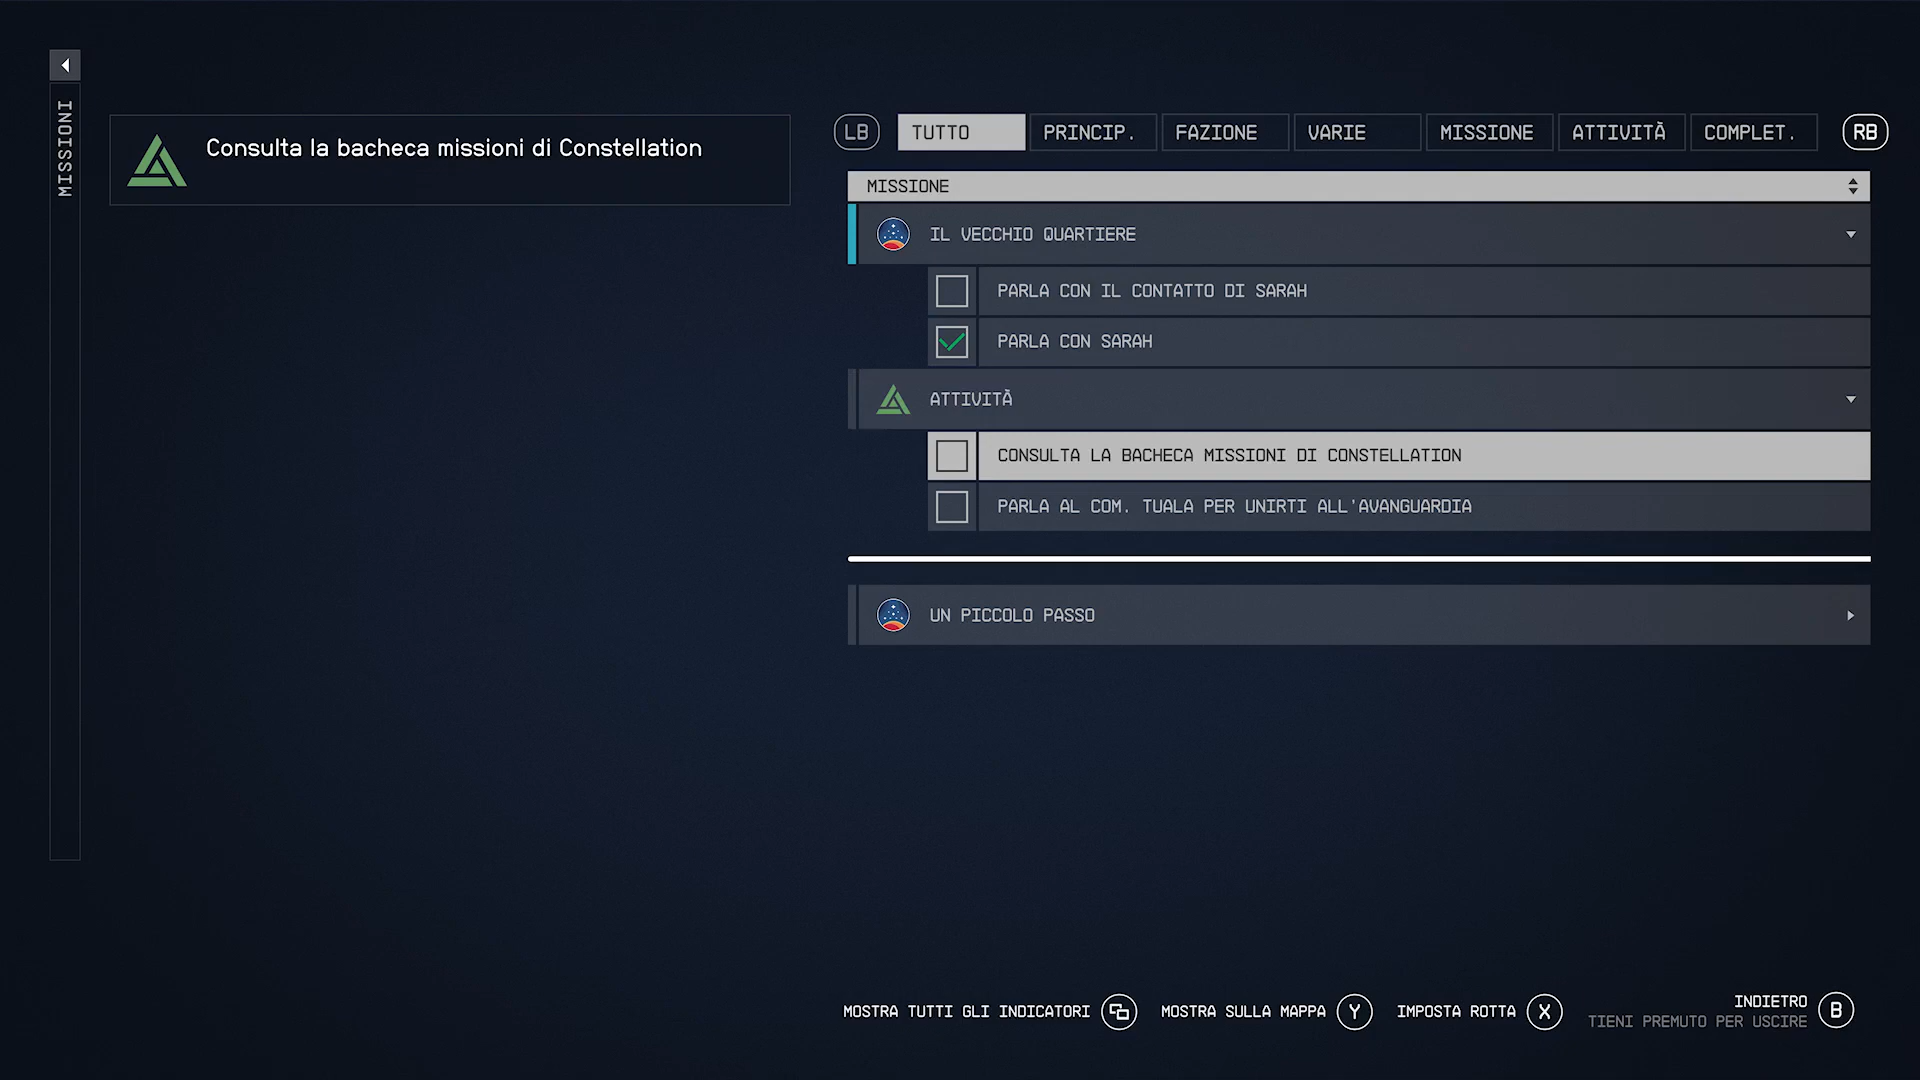 MISSIONI
Consulta la bacheca missioni di Constellation
LB TUTTO PRINCIP. FAZIONE VARIE MISSIONE ATTIVITÀ COMPLET. RB
MISSIONE
IL VECCHIO QUARTIERE
PARLA CON IL CONTATTO DI SARAH
PARLA CON SARAH
ATTIVITÀ
CONSULTA LA BACHECA MISSIONI DI CONSTELLATION
PARLA AL COM. TUALA PER UNIRTI ALL'AVANGUARDIA
UN PICCOLO PASSO
MOSTRA TUTTI GLI INDICATORI MOSTRA SULLA MAPPA Y IMPOSTA ROTTA X INDIETRO B
TIENI PREMUTO PER USCIRE